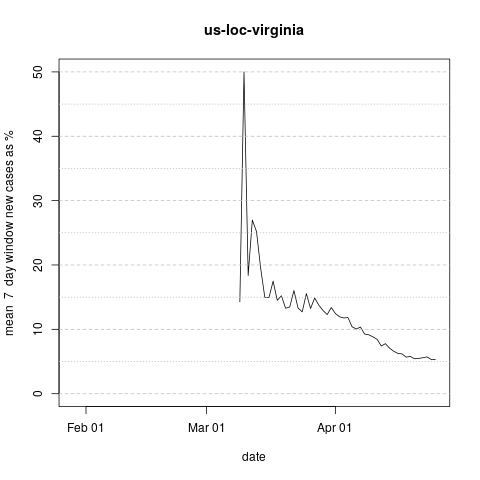 us-loc-virginia
mean  7  day window new cases as %
50
40
30
20
10
0
Feb 01
Mar 01
Apr 01
date